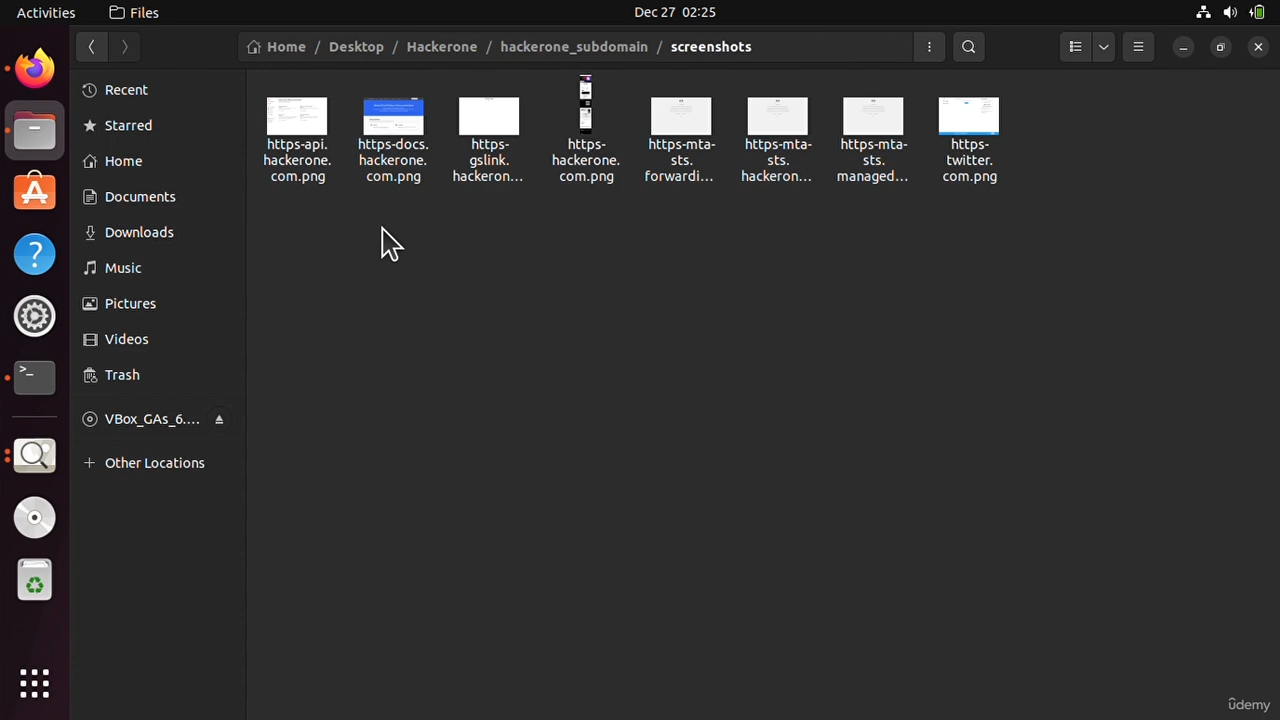 Activities
Files
Dec 27 02:25
Home / Desktop / Hackerone / hackerone_subdomain / screenshots
Recent
Starred
Home
Documents
Downloads
Music
Pictures
Videos
Trash
VBox_GAs_6....
Other Locations
https-api.
hackerone.
com.png
https-docs.
hackerone.
com.png
https-
gslink.
hackeron...
https-
hackerone.
com.png
https-mta-
sts.
forwardi...
https-mta-
sts.
hackeron...
https-mta-
sts.
managed...
https-
twitter.
com.png
ûdemy